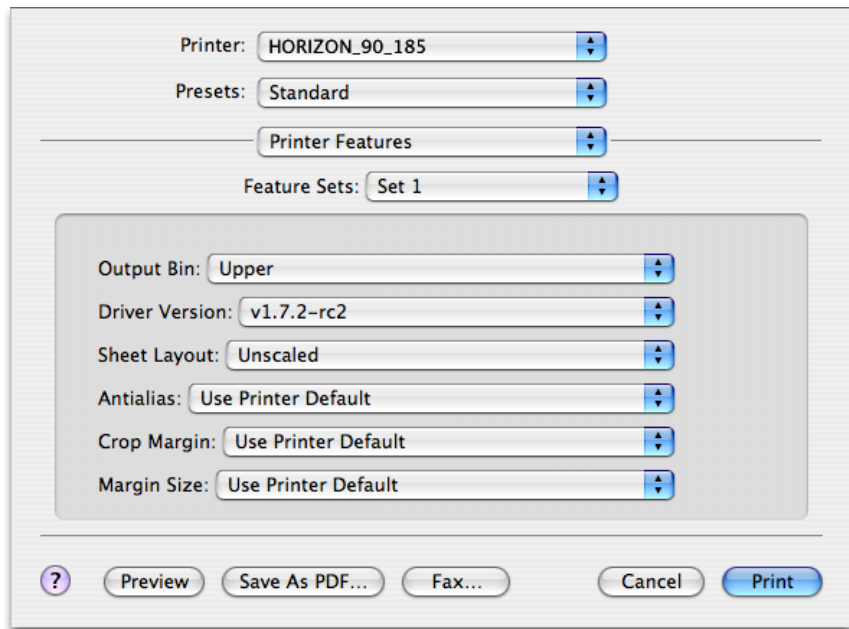 Printer: HORIZON_90_185
Presets: Standard
Printer Features
Feature Sets: Set 1
Output Bin: Upper
Driver Version: v1.7.2-rc2
Sheet Layout: Unscaled
Antialias: Use Printer Default
Crop Margin: Use Printer Default
Margin Size: Use Printer Default
? Preview Save As PDF... Fax... Cancel Print